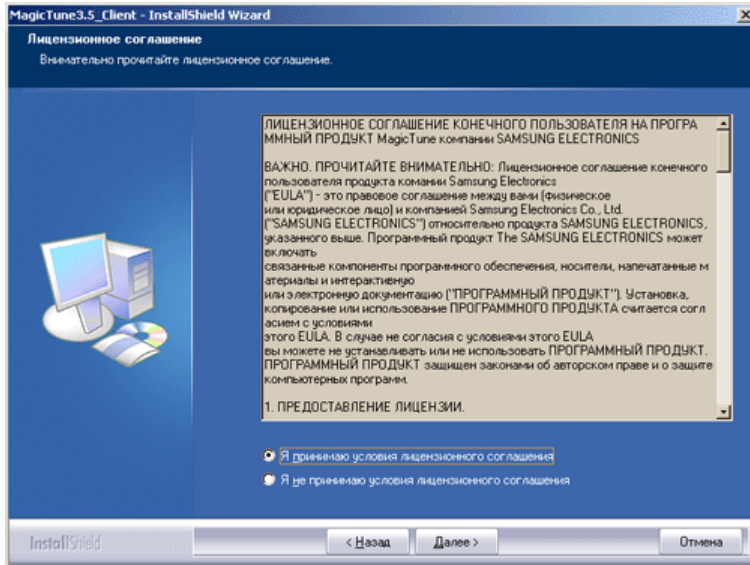 MagicTune3.5_Client - InstallShield Wizard
Лицензионное соглашение
Внимательно прочитайте лицензионное соглашение.
ЛИЦЕНЗИОННОЕ СОГЛАШЕНИЕ КОНЕЧНОГО ПОЛЬЗОВАТЕЛЯ НА ПРОГРА
ММНЫЙ ПРОДУКТ MagicTune компании SAMSUNG ELECTRONICS
ВАЖНО. ПРОЧИТАЙТЕ ВНИМАТЕЛЬНО: Лицензионное соглашение конечного
пользователя продукта комании Samsung Electronics
("EULA") - это правовое соглашение между вами (физическое
или юридическое лицо) и компанией Samsung Electronics Co., Ltd.
("SAMSUNG ELECTRONICS") относительно продукта SAMSUNG ELECTRONICS,
указанного выше. Программный продукт The SAMSUNG ELECTRONICS может
включать
связанные компоненты программного обеспечения, носители, напечатанные м
атериалы и интерактивную
или электронную документацию ("ПРОГРАММНЫЙ ПРОДУКТ"). Установка,
копирование или использование ПРОГРАММНОГО ПРОДУКТА считается согл
асием с условиями
этого EULA. В случае не согласия с условиями этого EULA
вы можете не устанавливать или не использовать ПРОГРАММНЫЙ ПРОДУКТ.
ПРОГРАММНЫЙ ПРОДУКТ защищен законами об авторском праве и о защите
компьютерных программ.
1. ПРЕДОСТАВЛЕНИЕ ЛИЦЕНЗИИ.
Я принимаю условия лицензионного соглашения
Я не принимаю условия лицензионного соглашения
InstallShield
< Назад
Далее >
Отмена